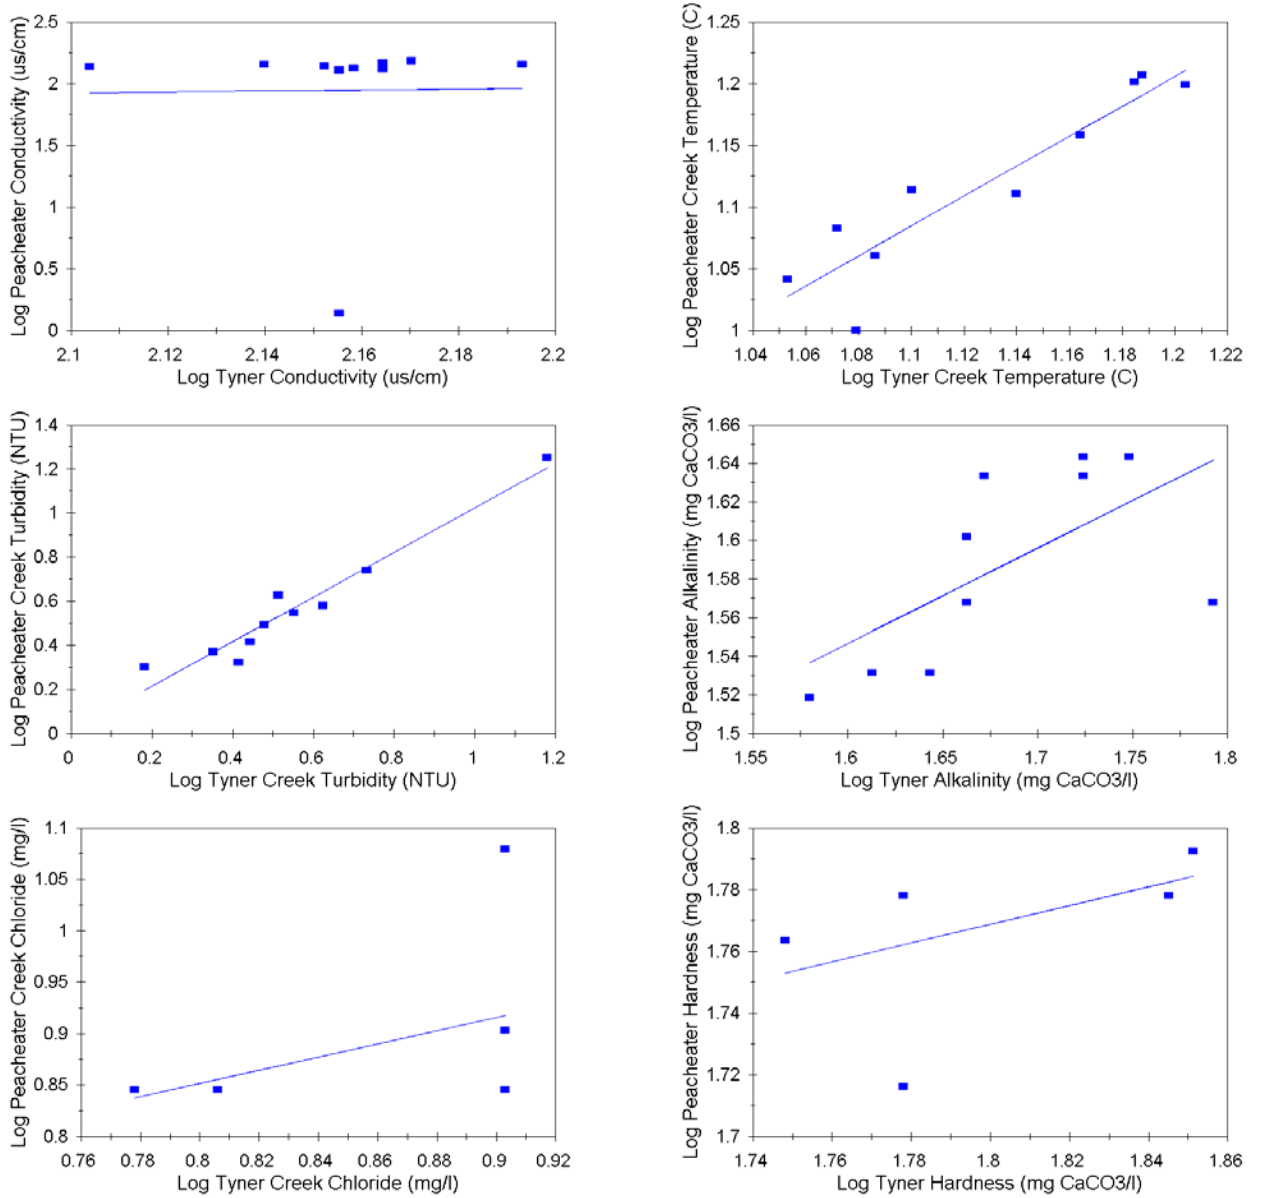 Log Peacheater Conductivity (us/cm)
2.5
2
1.5
1
0.5
0
2.1 2.12 2.14 2.16 2.18 2.2
Log Tyner Conductivity (us/cm)
Log Peacheater Creek Temperature (C)
1.25
1.2
1.15
1.1
1.05
1
1.04 1.06 1.08 1.1 1.12 1.14 1.16 1.18 1.2 1.22
Log Tyner Creek Temperature (C)
Log Peacheater Creek Turbidity (NTU)
1.4
1.2
1
0.8
0.6
0.4
0.2
0
0 0.2 0.4 0.6 0.8 1 1.2
Log Tyner Creek Turbidity (NTU)
Log Peacheater Alkalinity (mg CaCO3/l)
1.66
1.64
1.62
1.6
1.58
1.56
1.54
1.52
1.5
1.55 1.6 1.65 1.7 1.75 1.8
Log Tyner Alkalinity (mg CaCO3/l)
Log Peacheater Creek Chloride (mg/l)
1.1
1.05
1
0.95
0.9
0.85
0.8
0.76 0.78 0.8 0.82 0.84 0.86 0.88 0.9 0.92
Log Tyner Creek Chloride (mg/l)
Log Peacheater Hardness (mg CaCO3/l)
1.8
1.78
1.76
1.74
1.72
1.7
1.74 1.76 1.78 1.8 1.82 1.84 1.86
Log Tyner Hardness (mg CaCO3/l)